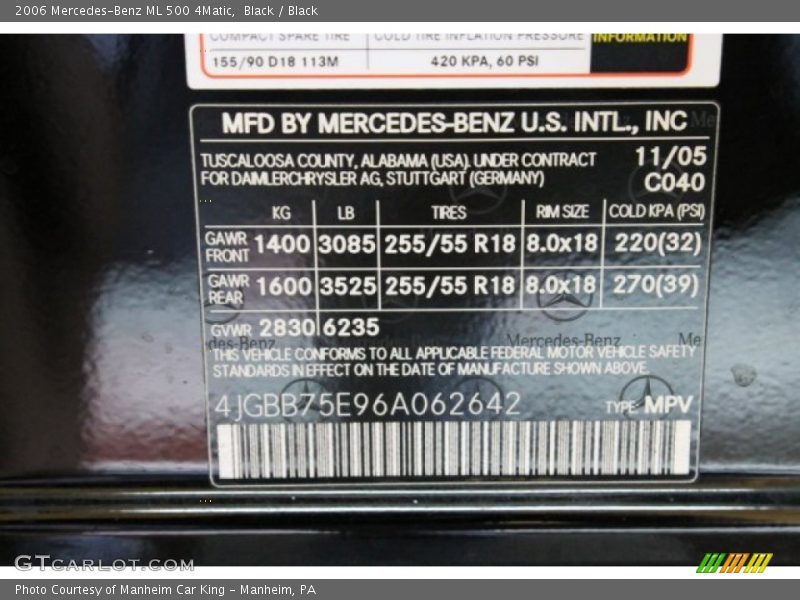 2006 Mercedes-Benz ML 500 4Matic, Black / Black
COMPACT SPARE TIRE COLD TIRE INFLATION PRESSURE INFORMATION
155/90 D18 113M 420 KPA, 60 PSI
MFD BY MERCEDES-BENZ U.S. INTL., INC
TUSCALOOSA COUNTY, ALABAMA (USA). UNDER CONTRACT 11/05
FOR DAIMLERCHRYSLER AG, STUTTGART (GERMANY) C040
KG LB TIRES RIM SIZE COLD KPA (PSI)
GAWR FRONT 1400 3085 255/55 R18 8.0x18 220(32)
GAWR REAR 1600 3525 255/55 R18 8.0x18 270(39)
GVWR 2830 6235
Mercedes-Benz
THIS VEHICLE CONFORMS TO ALL APPLICABLE FEDERAL MOTOR VEHICLE SAFETY
STANDARDS IN EFFECT ON THE DATE OF MANUFACTURE SHOWN ABOVE.
4JGBB75E96A062642 TYPE: MPV
GTcarlot.com
Photo Courtesy of Manheim Car King - Manheim, PA